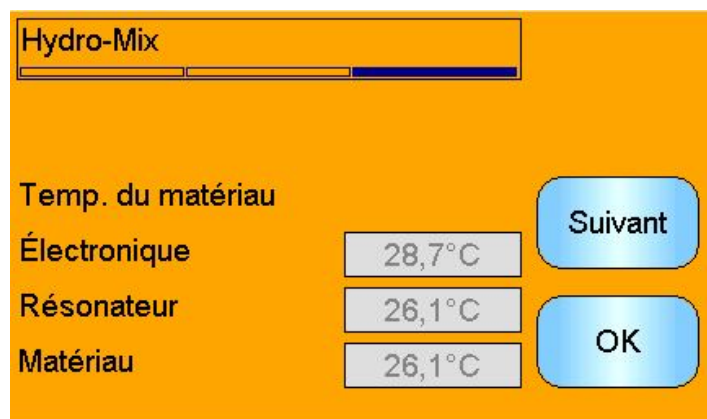 Hydro-Mix
Temp. du matériau
Électronique 28,7°C
Résonateur 26,1°C
Matériau 26,1°C
Suivant
OK